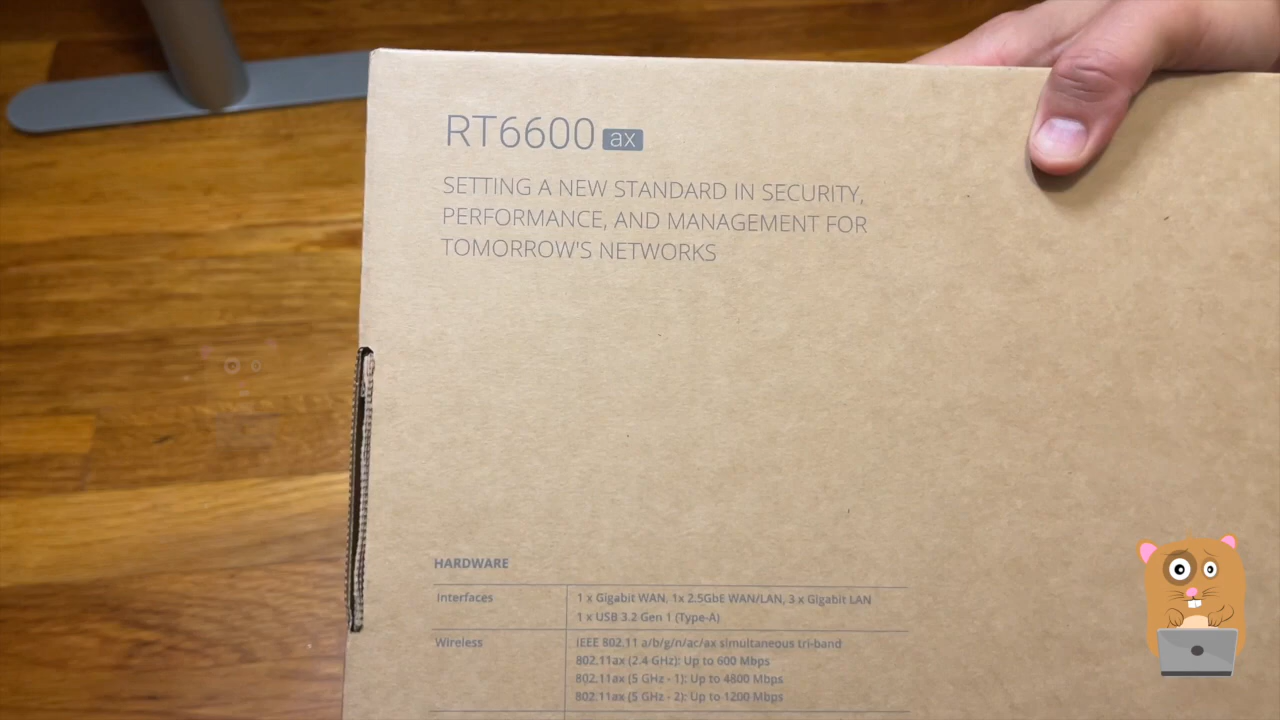 RT6600 ax
SETTING A NEW STANDARD IN SECURITY,
PERFORMANCE, AND MANAGEMENT FOR
TOMORROW'S NETWORKS
HARDWARE
Interfaces
1 x Gigabit WAN, 1x 2.5GbE WAN/LAN, 3 x Gigabit LAN
1 x USB 3.2 Gen 1 (Type-A)
Wireless
IEEE 802.11 a/b/g/n/ac/ax simultaneous tri-band
802.11ax (2.4 GHz): Up to 600 Mbps
802.11ax (5 GHz - 1): Up to 4800 Mbps
802.11ax (5 GHz - 2): Up to 1200 Mbps